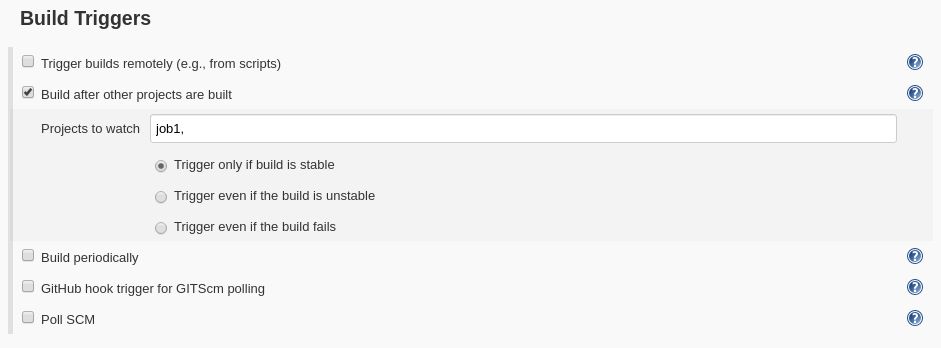 Build Triggers
Trigger builds remotely (e.g., from scripts)
?
Build after other projects are built
?
Projects to watch job1,
Trigger only if build is stable
Trigger even if the build is unstable
Trigger even if the build fails
Build periodically
?
GitHub hook trigger for GITScm polling
?
Poll SCM
?